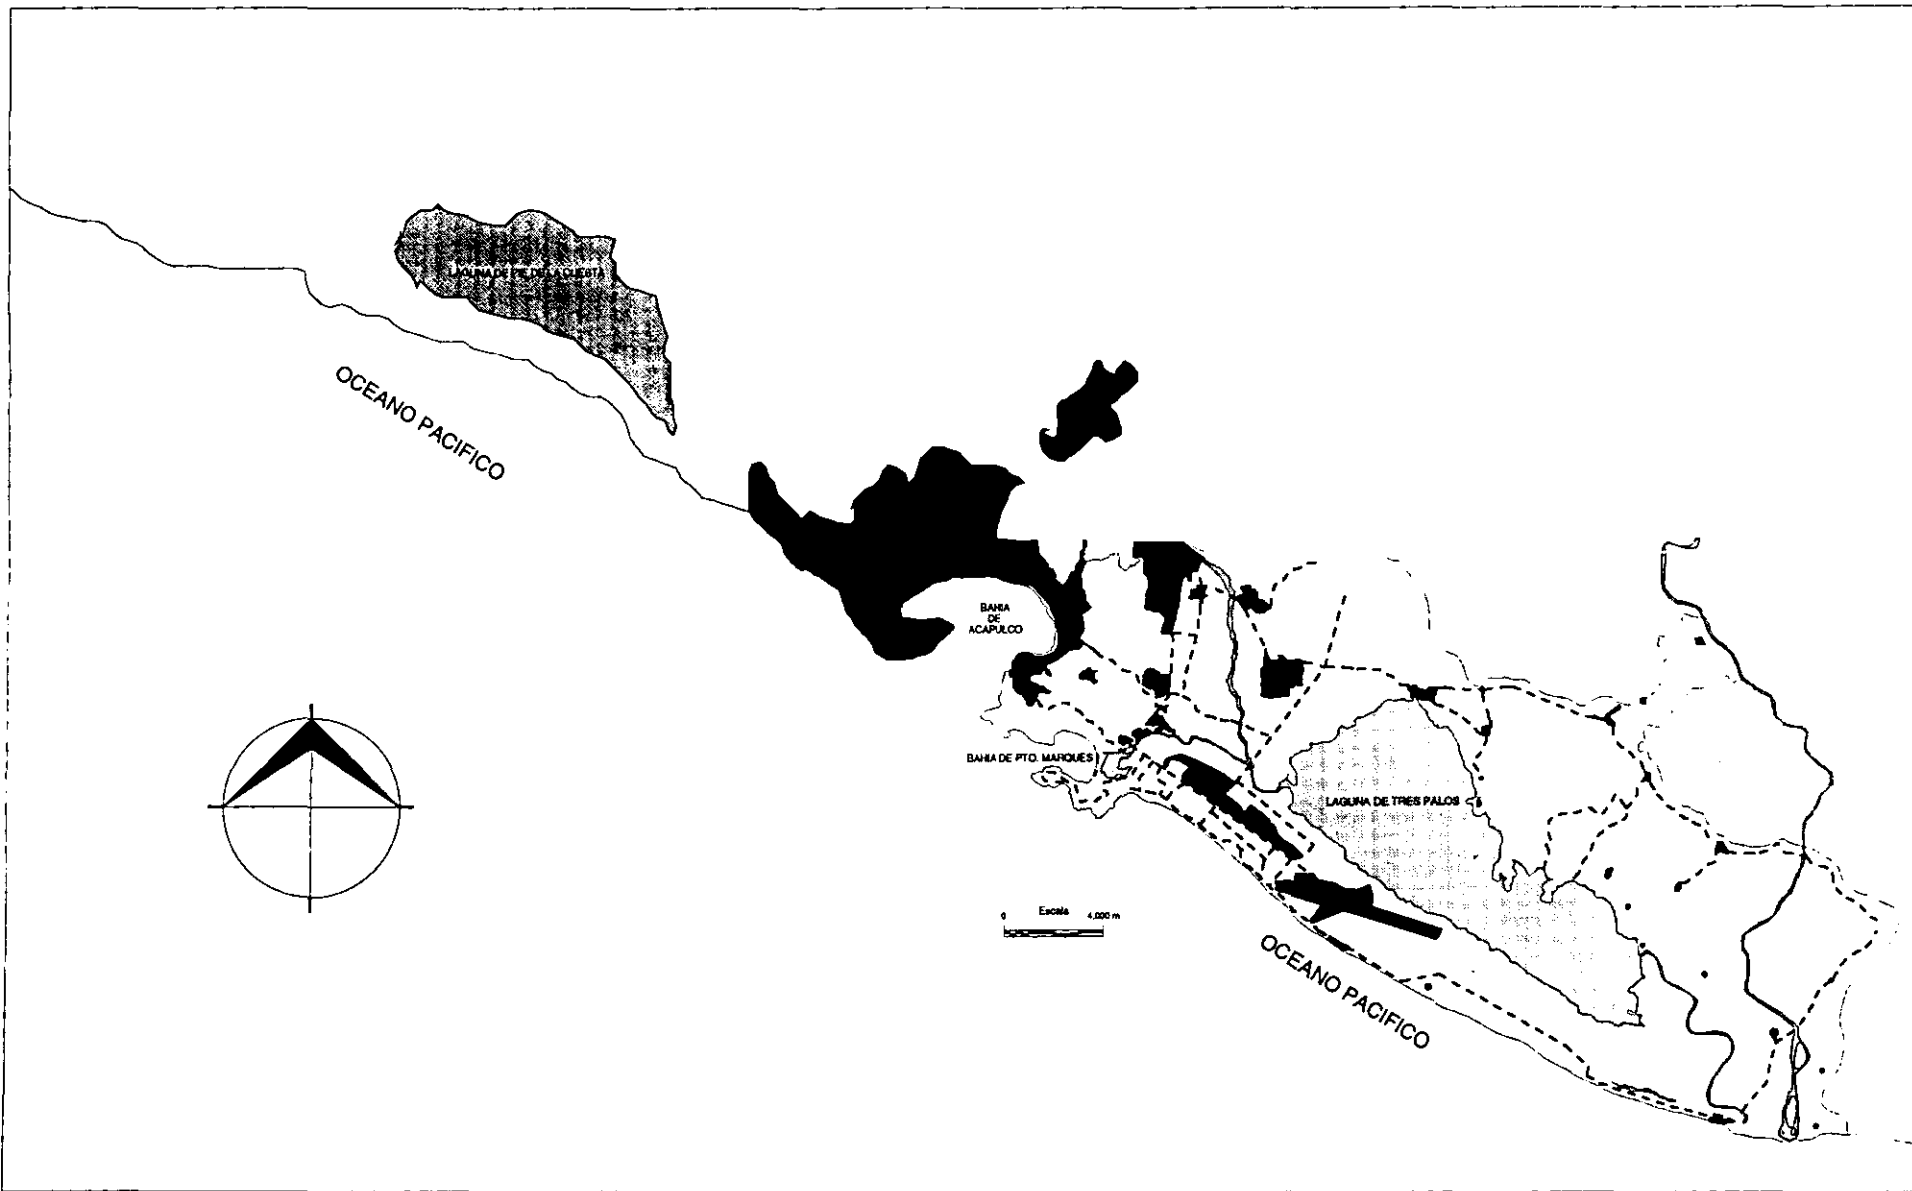 LAGUNA DE PIE DE LA CUESTA
OCEANO PACIFICO
BAHIA
DE
ACAPULCO
BAHIA DE PTO. MARQUES
LAGUNA DE TRES PALOS
0 Escala 4,000 m
OCEANO PACIFICO